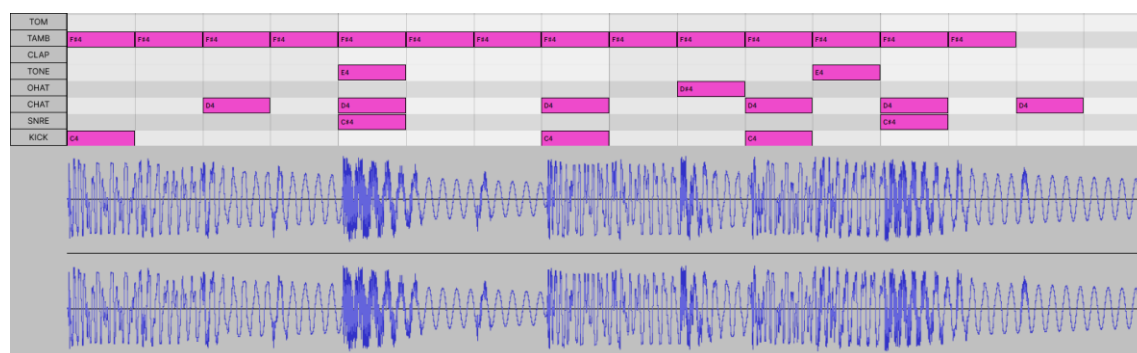 TOM
TAMB F#4 F#4 F#4 F#4 F#4 F#4 F#4 F#4 F#4 F#4 F#4 F#4 F#4 F#4
CLAP
TONE E4 E4
OHAT D#4
CHAT D4 D4 D4 D4 D4 D4
SNRE C#4 C#4
KICK C4 C4 C4